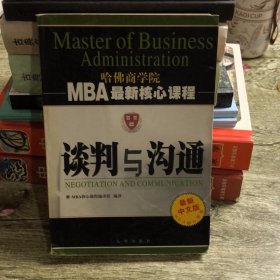 Master of Business
Administration
哈佛商学院
MBA最新核心课程
谈判与沟通
NEGOTIATION AND COMMUNICATION
最新
中文版